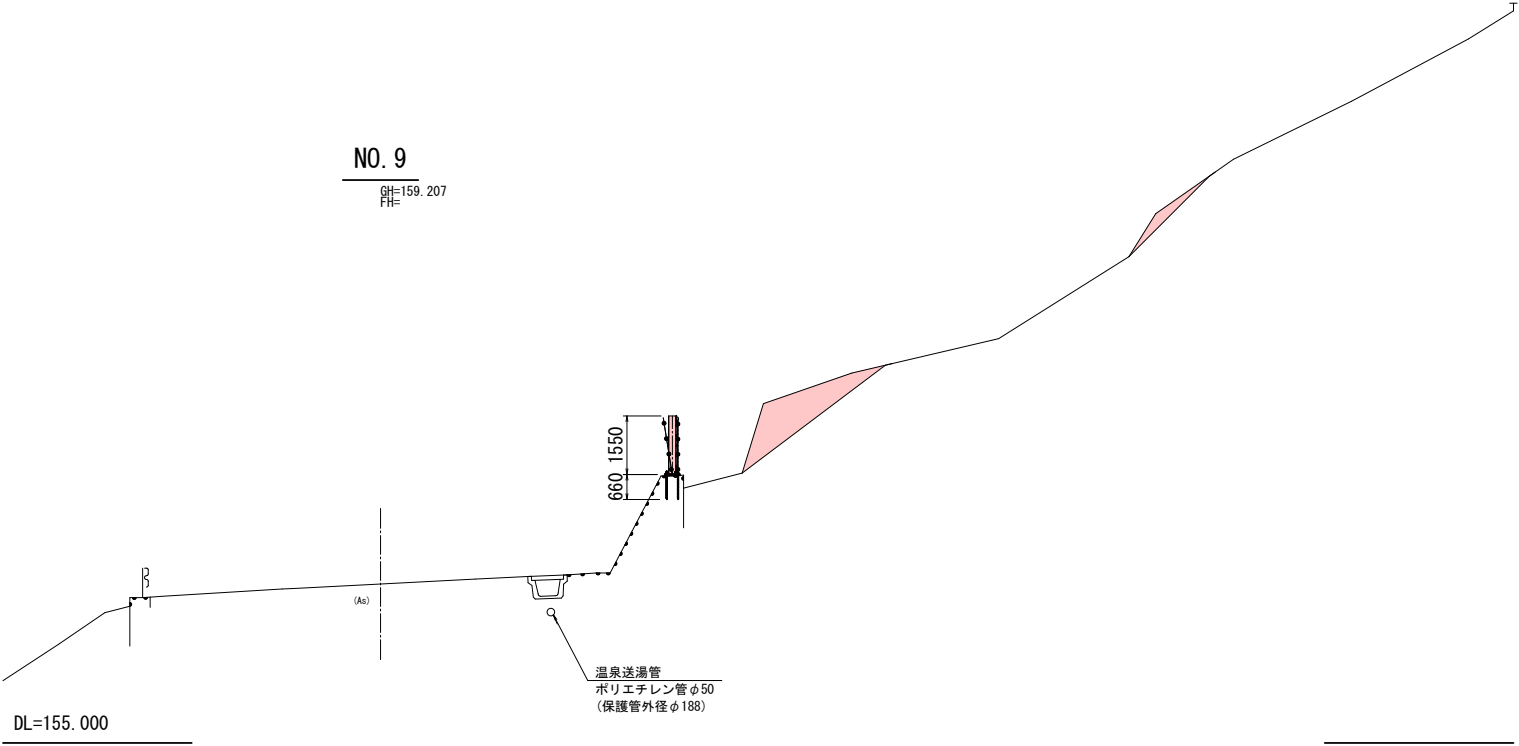 NO.9
GH=159.207
FH=
1550
660
(As)
温泉送湯管
ポリエチレン管φ50
(保護管外径φ188)
DL=155.000